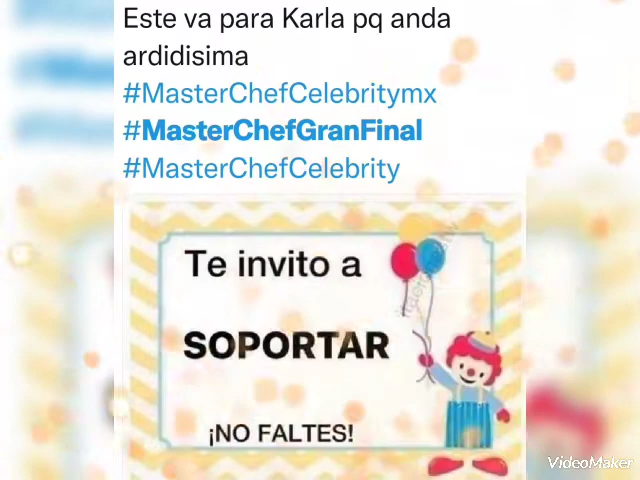 Este va para Karla pq anda
ardidisima
#MasterChefCelebritymx
#MasterChefGranFinal
#MasterChefCelebrity
Te invito a
SOPORTAR
¡NO FALTES!
VideoMaker